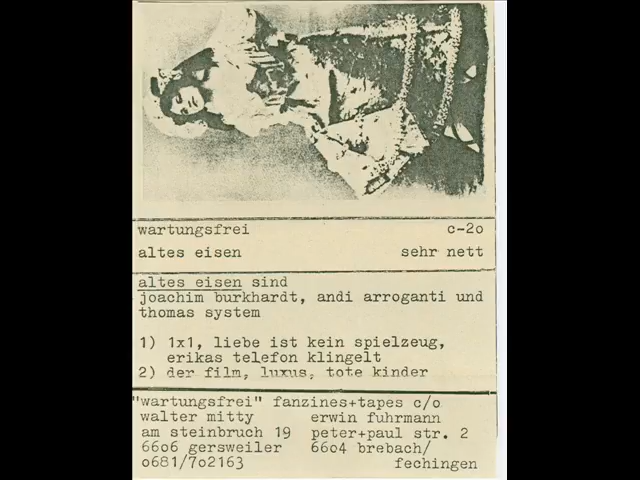 wartungsfrei c-2o
altes eisen sehr nett
altes eisen sind
joachim burkhardt, andi arroganti und
thomas system
1) 1x1, liebe ist kein spielzeug,
erikas telefon klingelt
2) der film, luxus, tote kinder
"wartungsfrei" fanzines+tapes c/o
walter mitty erwin fuhrmann
am steinbruch 19 peter+paul str. 2
66o6 gersweiler 66o4 brebach/
o681/7o2163 fechingen